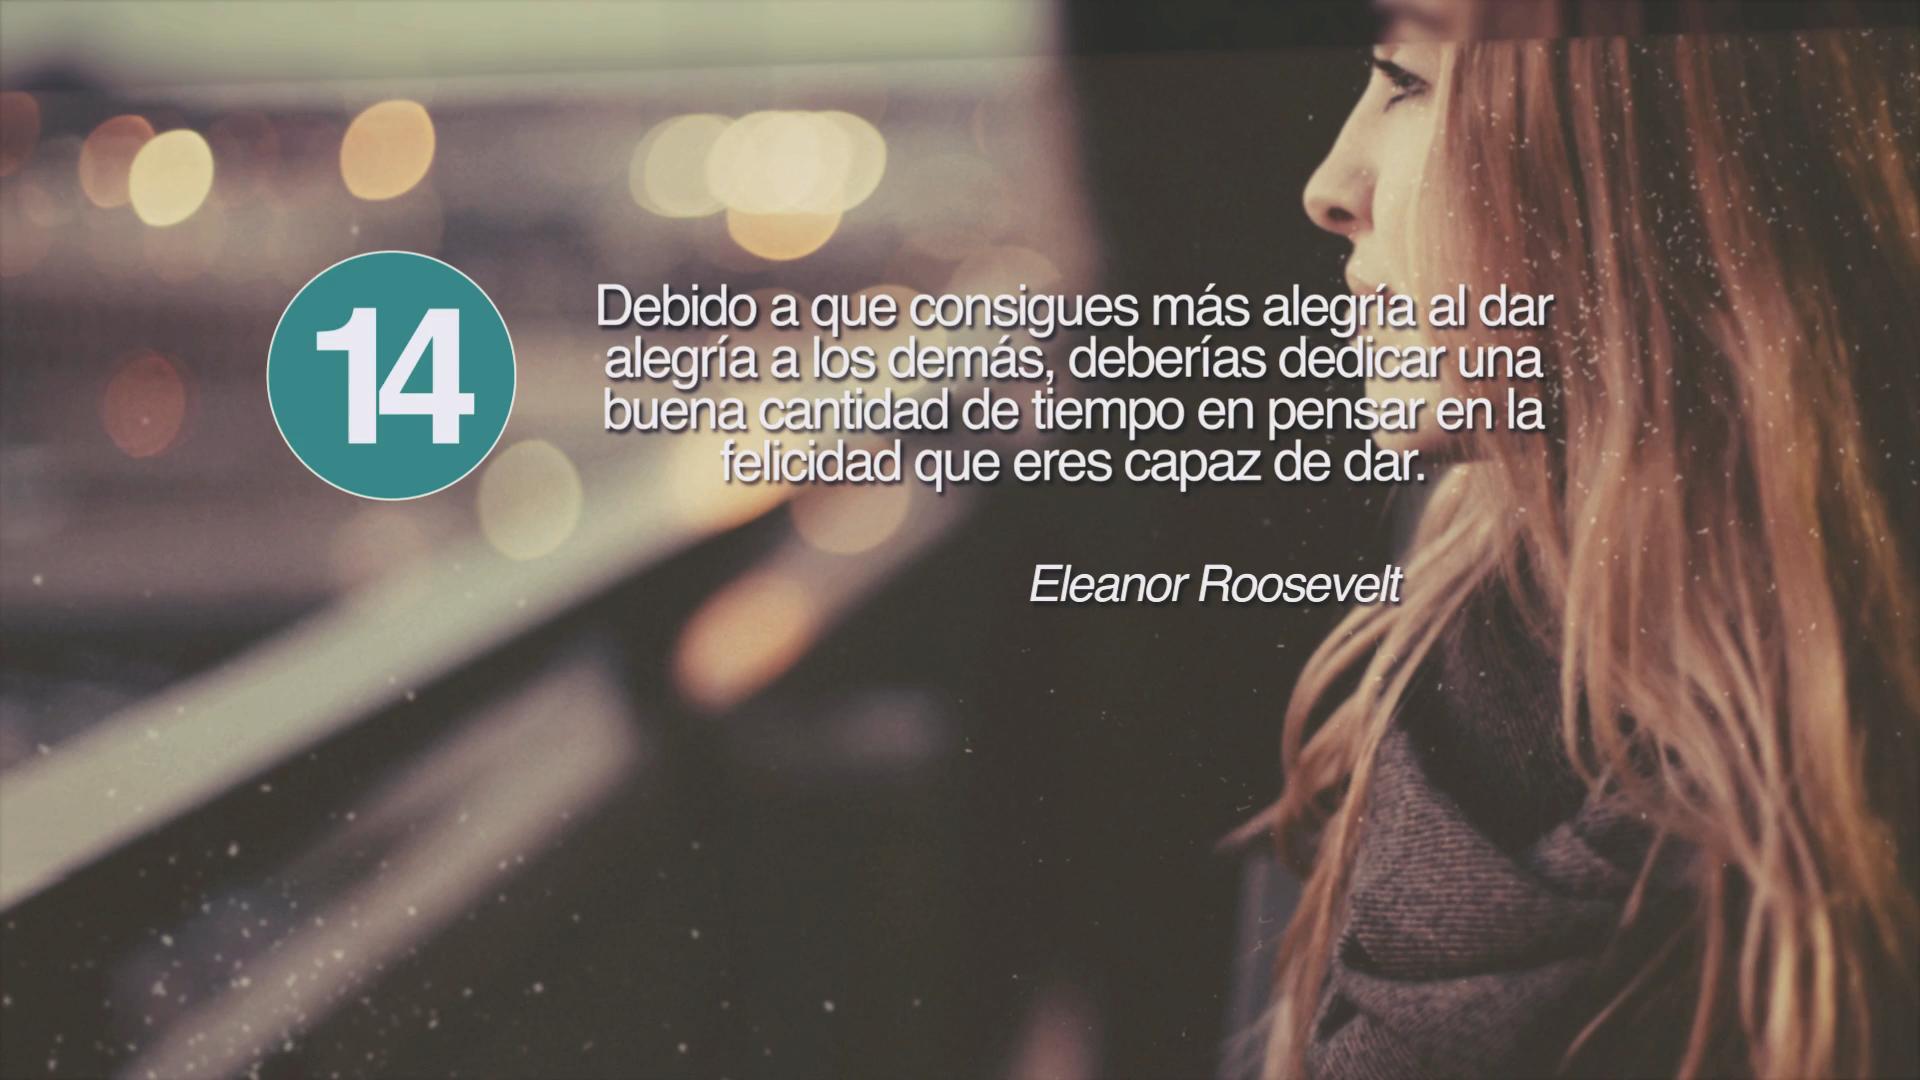 14
Debido a que consigues más alegría al dar
alegría a los demás, deberías dedicar una
buena cantidad de tiempo en pensar en la
felicidad que eres capaz de dar.
Eleanor Roosevelt